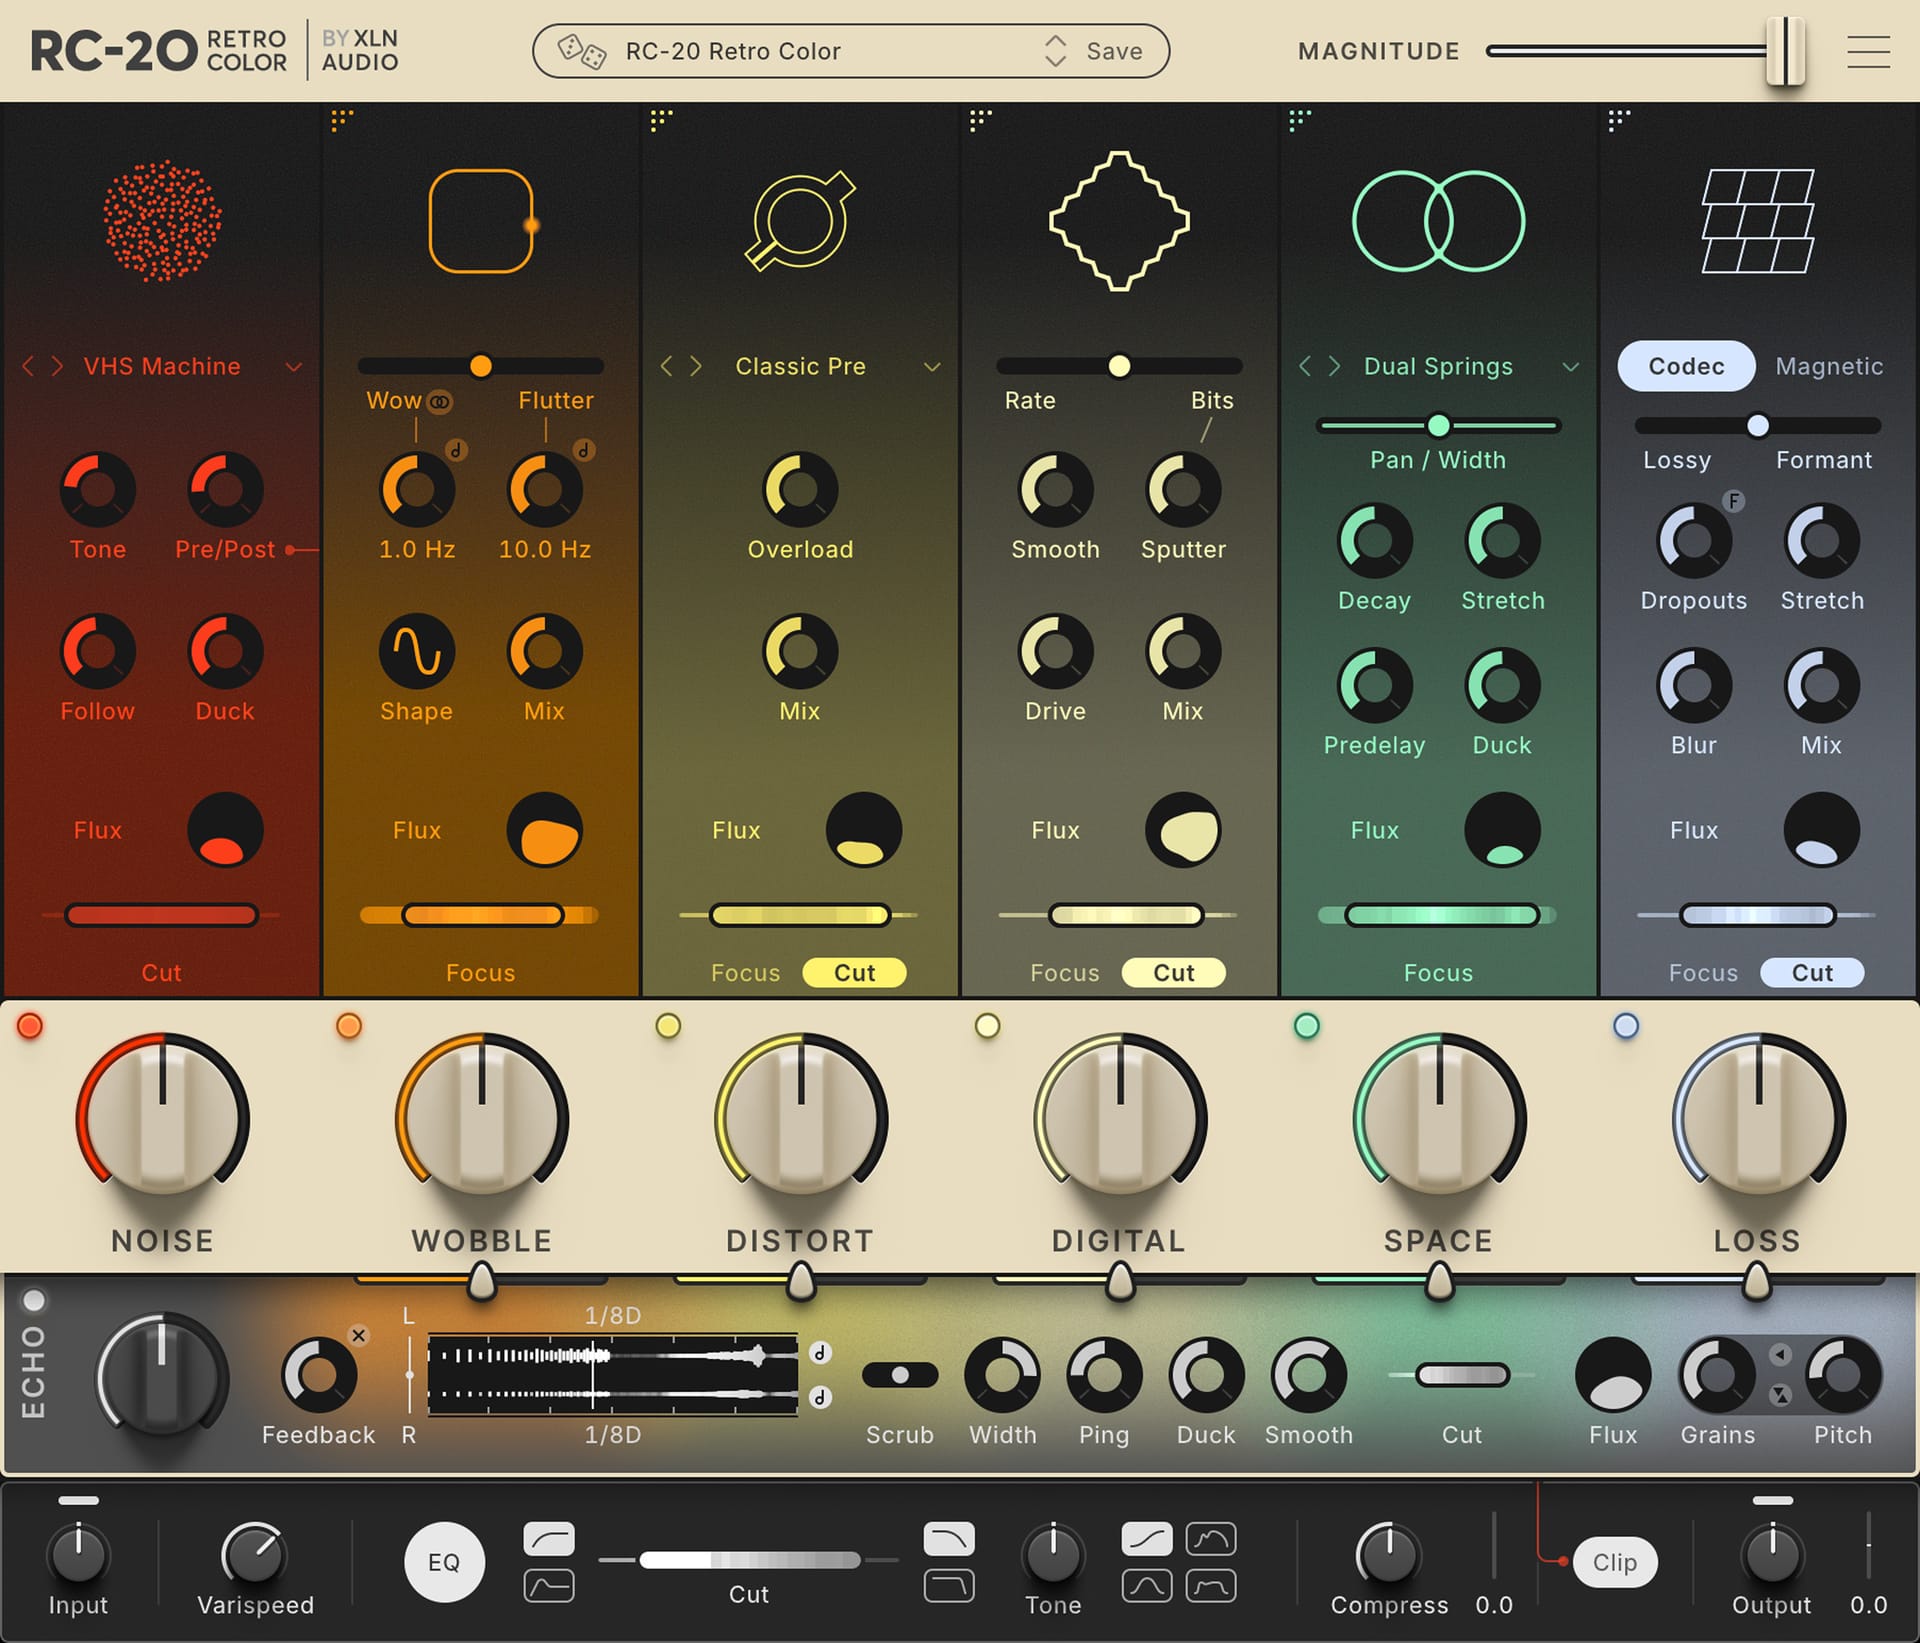 RC-20 RETRO COLOR BY XLN AUDIO
RC-20 Retro Color Save
MAGNITUDE
VHS Machine
Tone Pre/Post
Follow Duck
Flux
Cut
Wow Flutter
1.0 Hz 10.0 Hz
Shape Mix
Flux
Focus
Classic Pre
Overload
Mix
Flux
Focus Cut
Rate Bits
Smooth Sputter
Drive Mix
Flux
Focus Cut
Dual Springs
Pan / Width
Decay Stretch
Predelay Duck
Flux
Focus
Codec Magnetic
Lossy Formant
F
Dropouts Stretch
Blur Mix
Flux
Focus Cut
NOISE WOBBLE DISTORT DIGITAL SPACE LOSS
ECHO
Feedback
L 1/8D
R 1/8D
Scrub Width Ping Duck Smooth Cut Flux Grains Pitch
Input Varispeed
EQ
Cut
Tone
Compress 0.0
Clip
Output 0.0